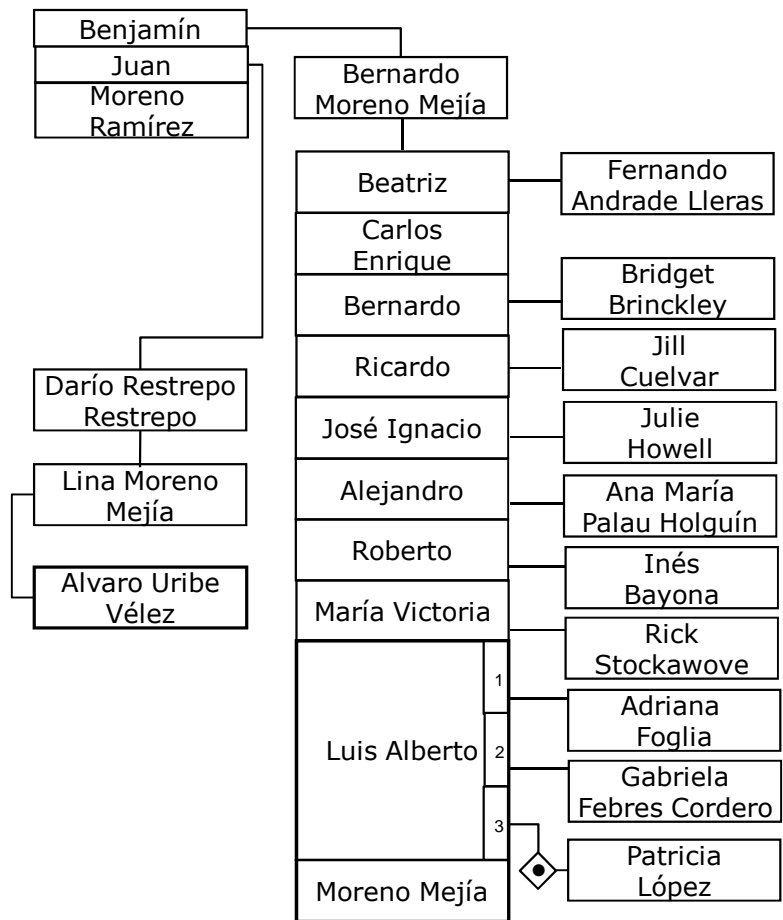 Benjamín
Juan
Moreno
Ramírez
Bernardo
Moreno Mejía
Beatriz
Fernando
Andrade Lleras
Carlos
Enrique
Bernardo
Bridget
Brinckley
Ricardo
Jill
Cuelvar
Darío Restrepo
Restrepo
José Ignacio
Julie
Howell
Lina Moreno
Mejía
Alejandro
Ana María
Palau Holguín
Roberto
Inés
Bayona
Alvaro Uribe
Vélez
María Victoria
Rick
Stockawove
Luis Alberto
1
Adriana
Foglia
2
Gabriela
Febres Cordero
3
Patricia
López
Moreno Mejía